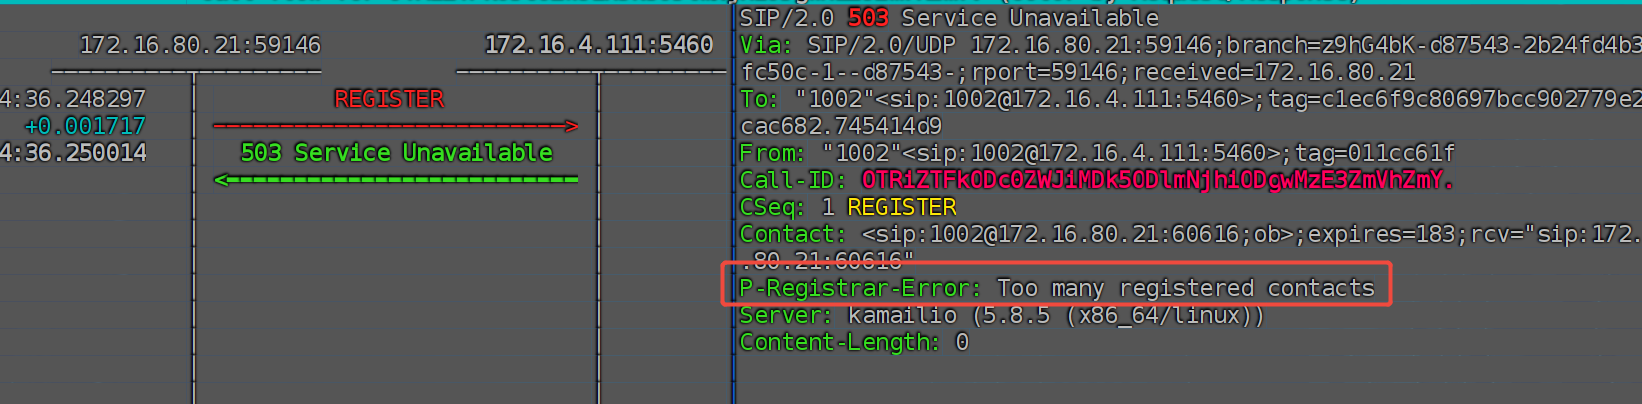 SIP/2.0 503 Service Unavailable
172.16.80.21:59146
172.16.4.111:5460
Via: SIP/2.0/UDP 172.16.80.21:59146;branch=z9hG4bK-d87543-2b24fd4b3
fc50c-1--d87543-;rport=59146;received=172.16.80.21
4:36.248297
REGISTER
To: "1002"<sip:1002@172.16.4.111:5460>;tag=c1ec6f9c80697bcc902779e2
+0.001717
cac682.745414d9
4:36.250014
503 Service Unavailable
From: "1002"<sip:1002@172.16.4.111:5460>;tag=011cc61f
Call-ID: OTRiZTFkODc0ZWJiMDk5ODlmNjhiODgwMzE3ZmVhZmY.
CSeq: 1 REGISTER
Contact: <sip:1002@172.16.80.21:60616;ob>;expires=183;rcv="sip:172.
.80.21:60616"
P-Registrar-Error: Too many registered contacts
Server: kamailio (5.8.5 (x86_64/linux))
Content-Length: 0